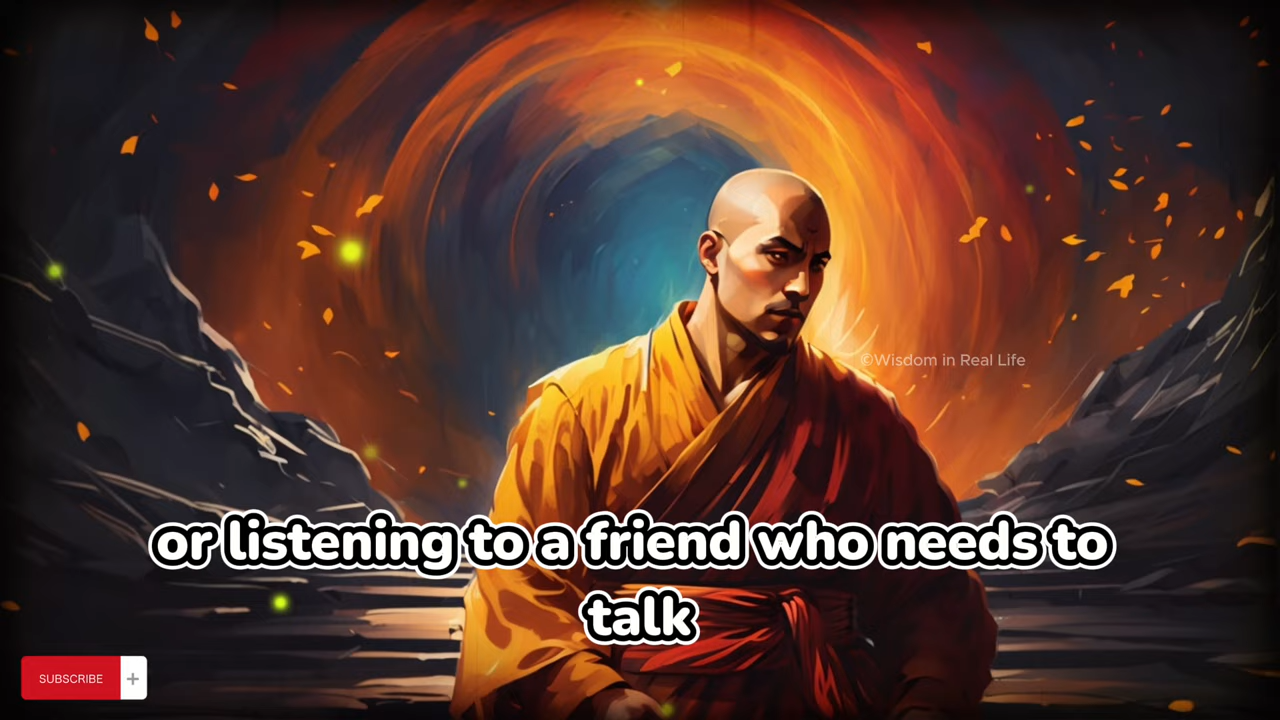 ©Wisdom in Real Life
or listening to a friend who needs to
talk
SUBSCRIBE +